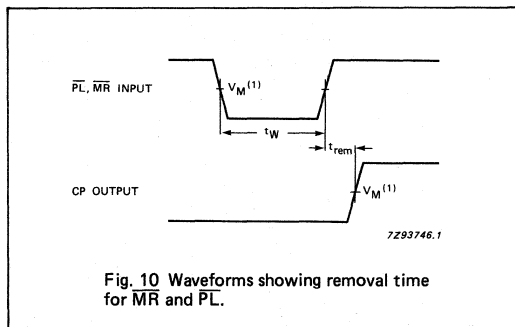 PL, MR INPUT
VM(1)
tW
trem
CP OUTPUT
VM(1)
7Z93746.1
Fig. 10 Waveforms showing removal time
for MR and PL.